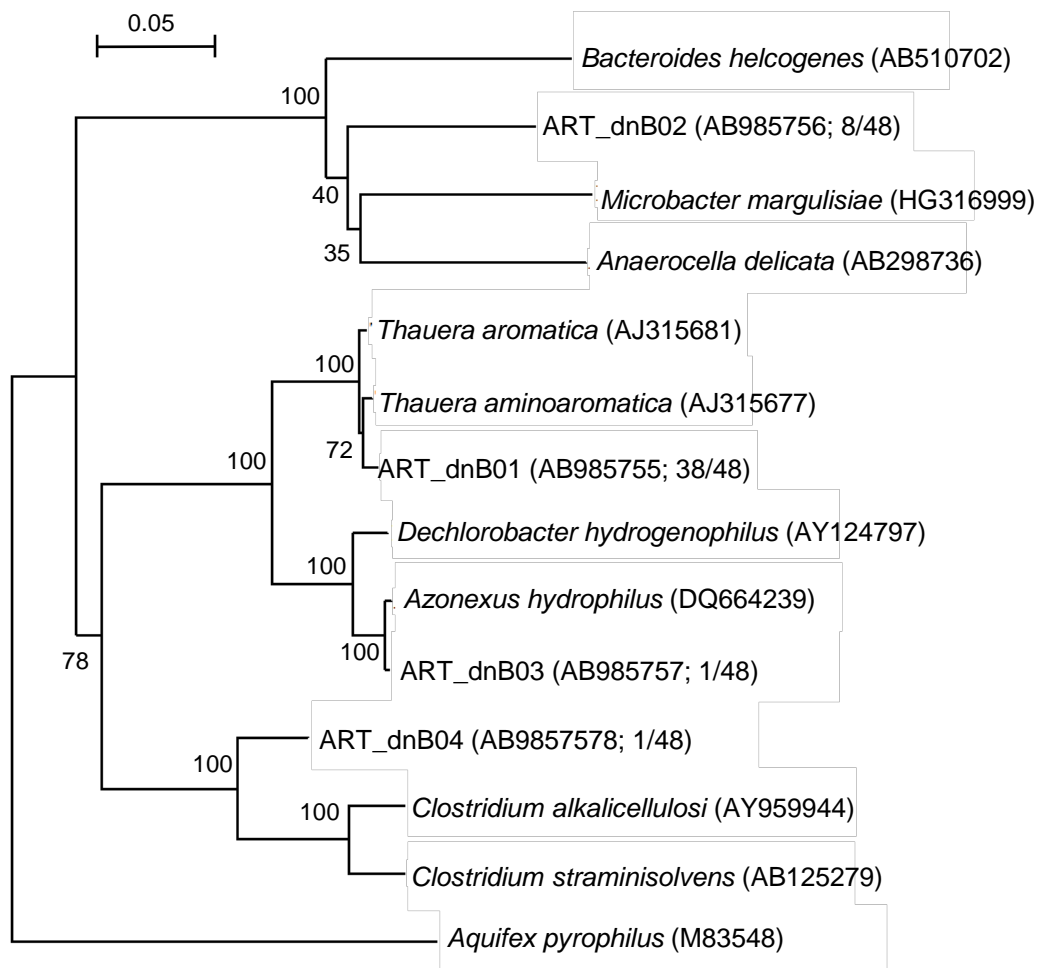 0.05
Bacteroides helcogenes (AB510702)
100
ART_dnB02 (AB985756; 8/48)
40
Microbacter margulisiae (HG316999)
35
Anaerocella delicata (AB298736)
Thauera aromatica (AJ315681)
100
Thauera aminoaromatica (AJ315677)
72
100
ART_dnB01 (AB985755; 38/48)
Dechlorobacter hydrogenophilus (AY124797)
100
Azonexus hydrophilus (DQ664239)
100
78
ART_dnB03 (AB985757; 1/48)
ART_dnB04 (AB9857578; 1/48)
100
Clostridium alkalicellulosi (AY959944)
100
Clostridium straminisolvens (AB125279)
Aquifex pyrophilus (M83548)